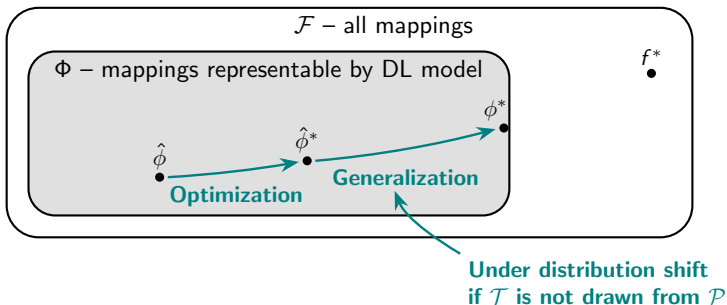 ℱ – all mappings
Φ – mappings representable by DL model
f*
ϕ*
ϕ̂*
ϕ̂
Optimization
Generalization
Under distribution shift
if 𝒯 is not drawn from 𝒫